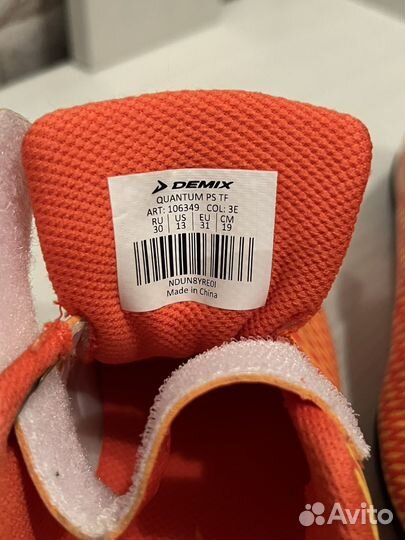 DEMIX
QUANTUM PS TF
ART: 106349 COL: 3E
RU US EU CM
30 13 31 19
NDUN8YRE0I
Made in China
Avito